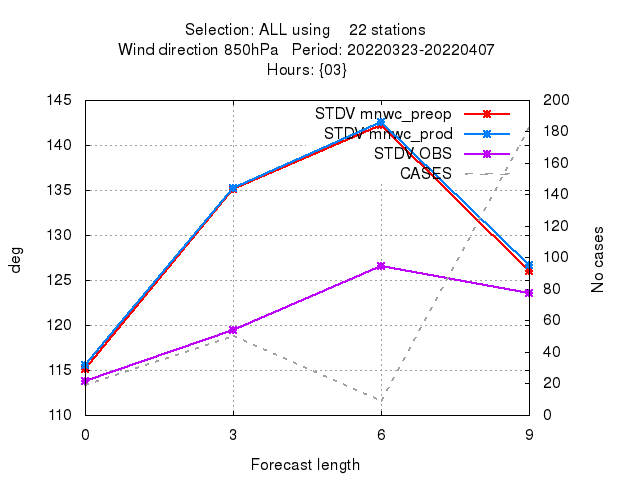 Selection: ALL using 22 stations
Wind direction 850hPa Period: 20220323-20220407
Hours: {03}
STDV mnwc_preop
STDV mnwc_prod
STDV OBS
CASES
145
140
135
130
125
120
115
110
deg
200
180
160
140
120
100
80
60
40
20
0
No cases
0 3 6 9
Forecast length